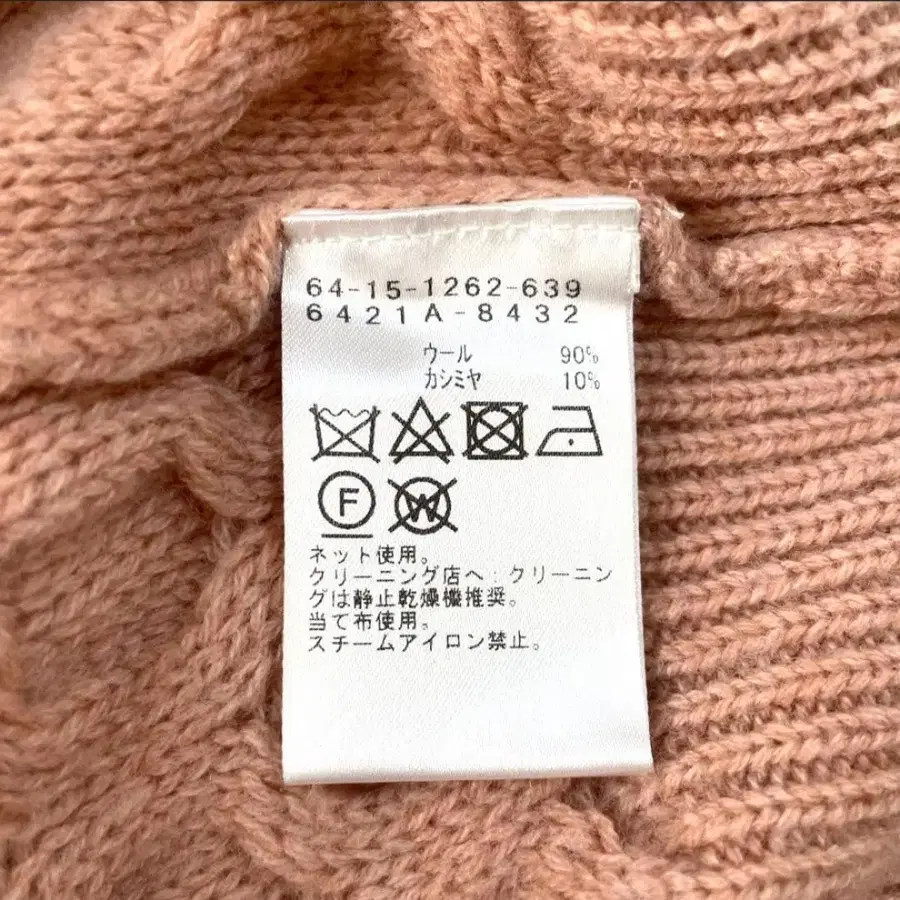 64-15-1262-639
6421A-8432
ウール 90%
カシミヤ 10%
F W
ネット使用。
クリーニング店へ:クリーニン
グは静止乾燥機推奨。
当て布使用。
スチームアイロン禁止。